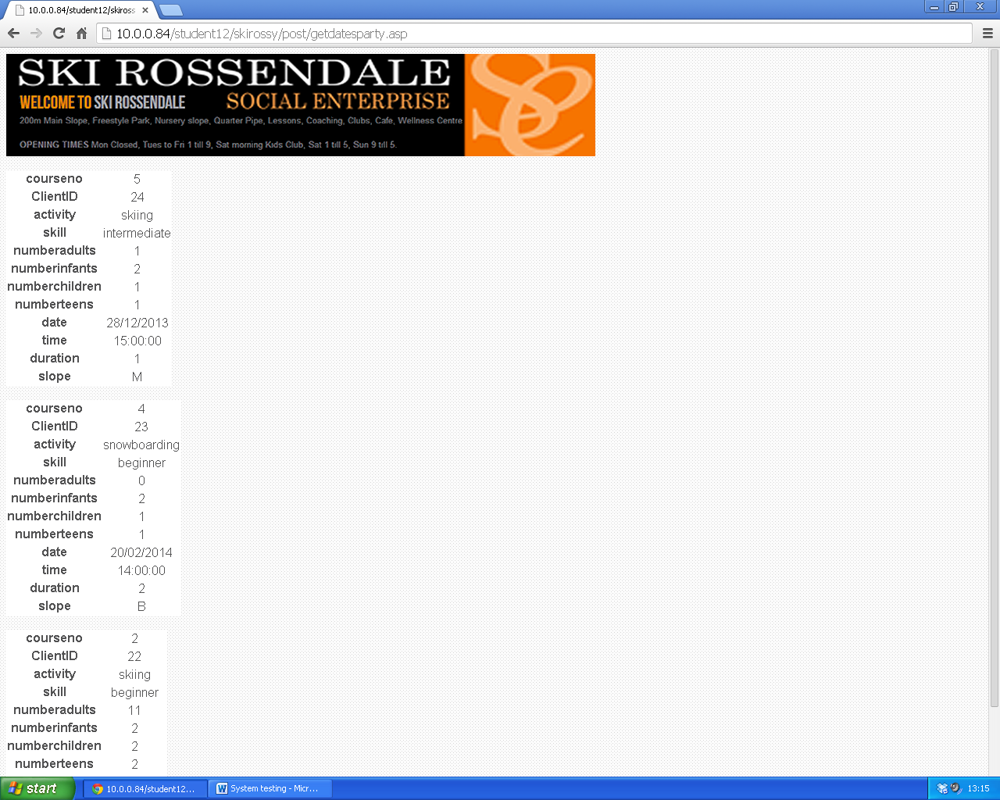 10.0.0.84/student12/skiross
10.0.0.84/student12/skirossy/post/getdatesparty.asp
SKI ROSSENDALE
WELCOME TO SKI ROSSENDALE SOCIAL ENTERPRISE
200m Main Slope, Freestyle Park, Nursery slope, Quarter Pipe, Lessons, Coaching, Clubs, Cafe, Wellness Centre
OPENING TIMES Mon Closed, Tues to Fri 1 till 9, Sat morning Kids Club, Sat 1 till 5, Sun 9 till 5.
courseno 5
ClientID 24
activity skiing
skill intermediate
numberadults 1
numberinfants 2
numberchildren 1
numberteens 1
date 28/12/2013
time 15:00:00
duration 1
slope M
courseno 4
ClientID 23
activity snowboarding
skill beginner
numberadults 0
numberinfants 2
numberchildren 1
numberteens 1
date 20/02/2014
time 14:00:00
duration 2
slope B
courseno 2
ClientID 22
activity skiing
skill beginner
numberadults 11
numberinfants 2
numberchildren 2
numberteens 2
start 10.0.0.84/student12... System testing - Micr... 13:15